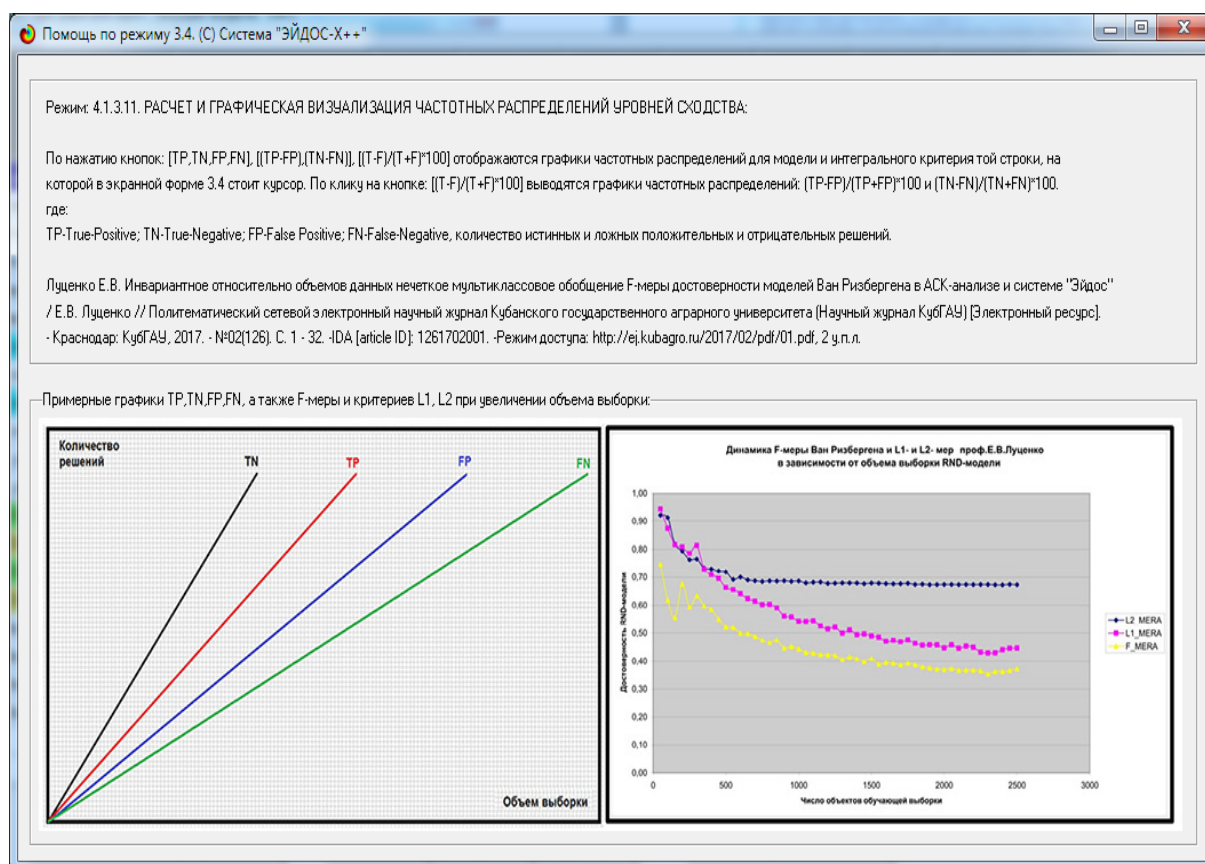 Помощь по режиму 3.4. (C) Система "ЭЙДОС-X++"
Режим: 4.1.3.11. РАСЧЕТ И ГРАФИЧЕСКАЯ ВИЗУАЛИЗАЦИЯ ЧАСТОТНЫХ РАСПРЕДЕЛЕНИЙ УРОВНЕЙ СХОДСТВА:
По нажатию кнопок: [TP,TN,FP,FN], [(TP-FP),(TN-FN)], [(T-F)/(T+F)*100] отображаются графики частотных распределений для модели и интегрального критерия той строки, на
которой в экранной форме 3.4 стоит курсор. По клику на кнопке: [(T-F)/(T+F)*100] выводятся графики частотных распределений: (TP-FP)/(TP+FP)*100 и (TN-FN)/(TN+FN)*100.
где:
TP-True-Positive; TN-True-Negative; FP-False Positive; FN-False-Negative, количество истинных и ложных положительных и отрицательных решений.
Луценко Е.В. Инвариантное относительно объемов данных нечеткое мультиклассовое обобщение F-меры достоверности моделей Ван Ризбергена в АСК-анализе и системе "Эйдос"
/ Е.В. Луценко // Политематический сетевой электронный научный журнал Кубанского государственного аграрного университета (Научный журнал КубГАУ) [Электронный ресурс].
- Краснодар: КубГАУ, 2017. - №02(126). С. 1 - 32. -IDA [article ID]: 1261702001. -Режим доступа: http://ej.kubagro.ru/2017/02/pdf/01.pdf, 2 у.п.л.
Примерные графики TP,TN,FP,FN, а также F-меры и критериев L1, L2 при увеличении объема выборки:
Количество
решений
TN
TP
FP
FN
Объем выборки
Динамика F-меры Ван Ризбергена и L1- и L2- мер проф.Е.В.Луценко
в зависимости от объема выборки RND-модели
Достоверность RND-модели
1,00
0,90
0,80
0,70
0,60
0,50
0,40
0,30
0,20
0,10
0,00
0
500
1000
1500
2000
2500
3000
Число объектов обучающей выборки
L2_MERA
L1_MERA
F_MERA